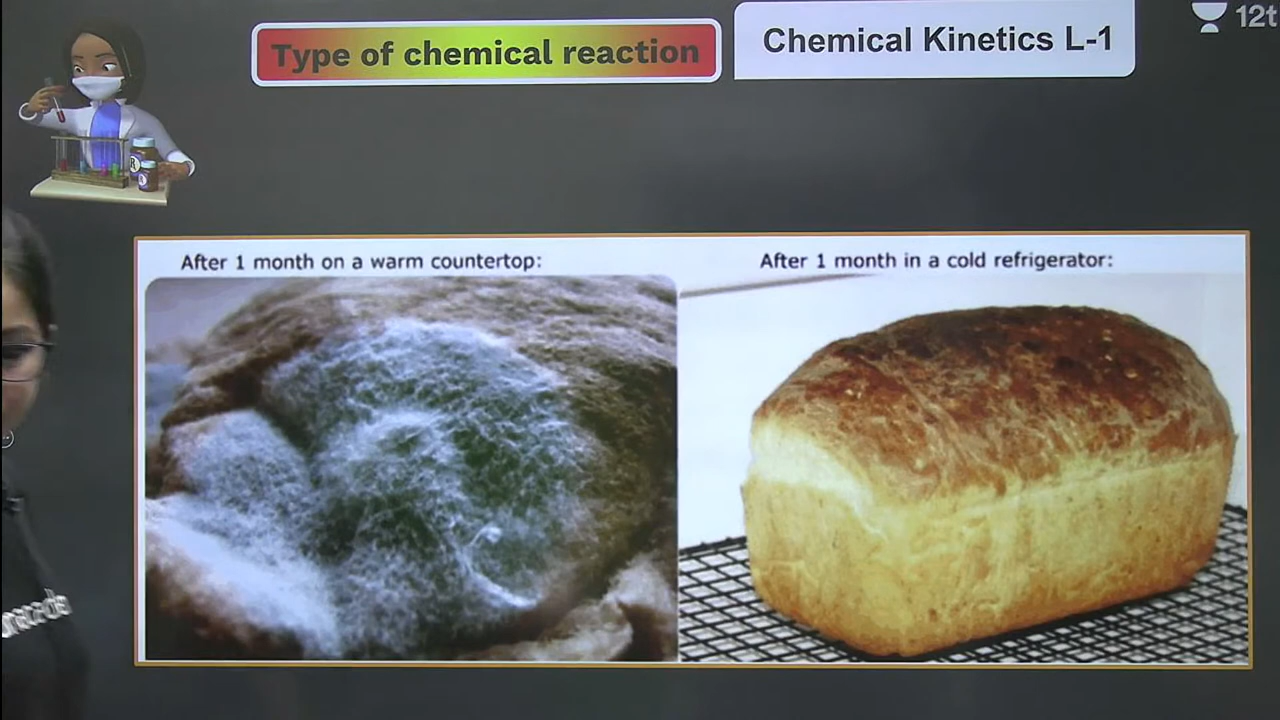 Type of chemical reaction
Chemical Kinetics L-1
12t
After 1 month on a warm countertop:
After 1 month in a cold refrigerator: